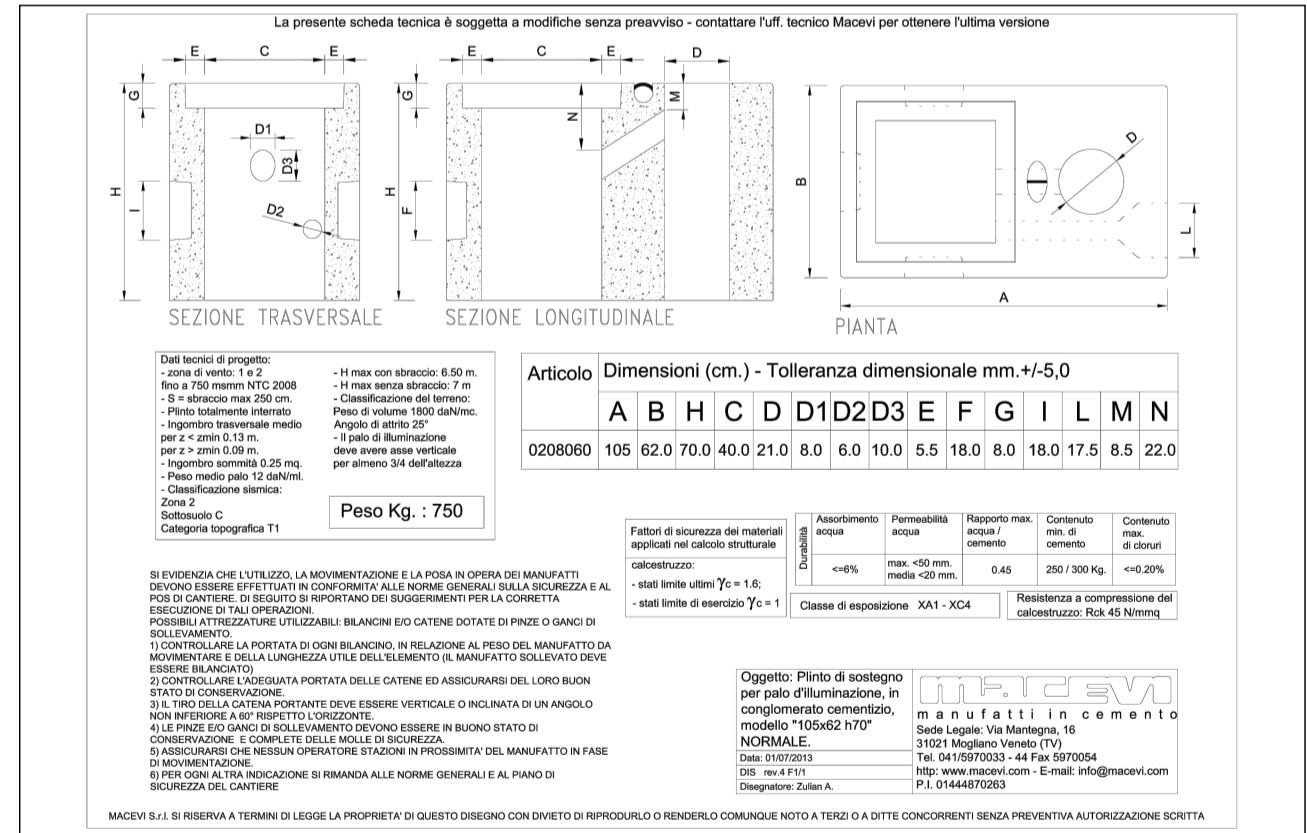 La presente scheda tecnica è soggetta a modifiche senza preavviso - contattare l'uff. tecnico Macevi per ottenere l'ultima versione
E C E
G
H
I
D1
D3
D2
SEZIONE TRASVERSALE
E C E D
G
H
F
N
M
SEZIONE LONGITUDINALE
B
D
L
A
PIANTA
Dati tecnici di progetto:
- zona di vento: 1 e 2
fino a 750 msmm NTC 2008
- S = sbraccio max 250 cm.
- Plinto totalmente interrato
- Ingombro trasversale medio
per z < zmin 0.13 m.
per z > zmin 0.09 m.
- Ingombro sommità 0.25 mq.
- Peso medio palo 12 daN/ml.
- Classificazione sismica:
Zona 2
Sottosuolo C
Categoria topografica T1
- H max con sbraccio: 6.50 m.
- H max senza sbraccio: 7 m
- Classificazione del terreno:
Peso di volume 1800 daN/mc.
Angolo di attrito 25°
- Il palo di illuminazione
deve avere asse verticale
per almeno 3/4 dell'altezza
Peso Kg. : 750
Articolo Dimensioni (cm.) - Tolleranza dimensionale mm.+/-5,0
A B H C D D1 D2 D3 E F G I L M N
0208060 105 62.0 70.0 40.0 21.0 8.0 6.0 10.0 5.5 18.0 8.0 18.0 17.5 8.5 22.0
Fattori di sicurezza dei materiali
applicati nel calcolo strutturale
calcestruzzo:
- stati limite ultimi γc = 1.6;
- stati limite di esercizio γc = 1
Durabilità
Assorbimento acqua
Permeabilità acqua
Rapporto max. acqua / cemento
Contenuto min. di cemento
Contenuto max. di cloruri
<=6%
max. <50 mm.
media <20 mm.
0.45
250 / 300 Kg.
<=0.20%
Classe di esposizione XA1 - XC4
Resistenza a compressione del
calcestruzzo: Rck 45 N/mmq
SI EVIDENZIA CHE L'UTILIZZO, LA MOVIMENTAZIONE E LA POSA IN OPERA DEI MANUFATTI
DEVONO ESSERE EFFETTUATI IN CONFORMITA' ALLE NORME GENERALI SULLA SICUREZZA E AL
POS DI CANTIERE. DI SEGUITO SI RIPORTANO DEI SUGGERIMENTI PER LA CORRETTA
ESECUZIONE DI TALI OPERAZIONI.
POSSIBILI ATTREZZATURE UTILIZZABILI: BILANCINI E/O CATENE DOTATE DI PINZE O GANCI DI
SOLLEVAMENTO.
1) CONTROLLARE LA PORTATA DI OGNI BILANCINO, IN RELAZIONE AL PESO DEL MANUFATTO DA
MOVIMENTARE E DELLA LUNGHEZZA UTILE DELL'ELEMENTO (IL MANUFATTO SOLLEVATO DEVE
ESSERE BILANCIATO)
2) CONTROLLARE L'ADEGUATA PORTATA DELLE CATENE ED ASSICURARSI DEL LORO BUON
STATO DI CONSERVAZIONE.
3) IL TIRO DELLA CATENA PORTANTE DEVE ESSERE VERTICALE O INCLINATA DI UN ANGOLO
NON INFERIORE A 60° RISPETTO L'ORIZZONTE.
4) LE PINZE E/O GANCI DI SOLLEVAMENTO DEVONO ESSERE IN BUONO STATO DI
CONSERVAZIONE E COMPLETE DELLE MOLLE DI SICUREZZA.
5) ASSICURARSI CHE NESSUN OPERATORE STAZIONI IN PROSSIMITA' DEL MANUFATTO IN FASE
DI MOVIMENTAZIONE.
6) PER OGNI ALTRA INDICAZIONE SI RIMANDA ALLE NORME GENERALI E AL PIANO DI
SICUREZZA DEL CANTIERE
Oggetto: Plinto di sostegno
per palo d'illuminazione, in
conglomerato cementizio,
modello "105x62 h70"
NORMALE.
Data: 01/07/2013
DIS rev.4 F1/1
Disegnatore: Zulian A.
macevi
manufatti in cemento
Sede Legale: Via Mantegna, 16
31021 Mogliano Veneto (TV)
Tel. 041/5970033 - 44 Fax 5970054
http: www.macevi.com - E-mail: info@macevi.com
P.I. 01444870263
MACEVI S.r.l. SI RISERVA A TERMINI DI LEGGE LA PROPRIETA' DI QUESTO DISEGNO CON DIVIETO DI RIPRODURLO O RENDERLO COMUNQUE NOTO A TERZI O A DITTE CONCORRENTI SENZA PREVENTIVA AUTORIZZAZIONE SCRITTA